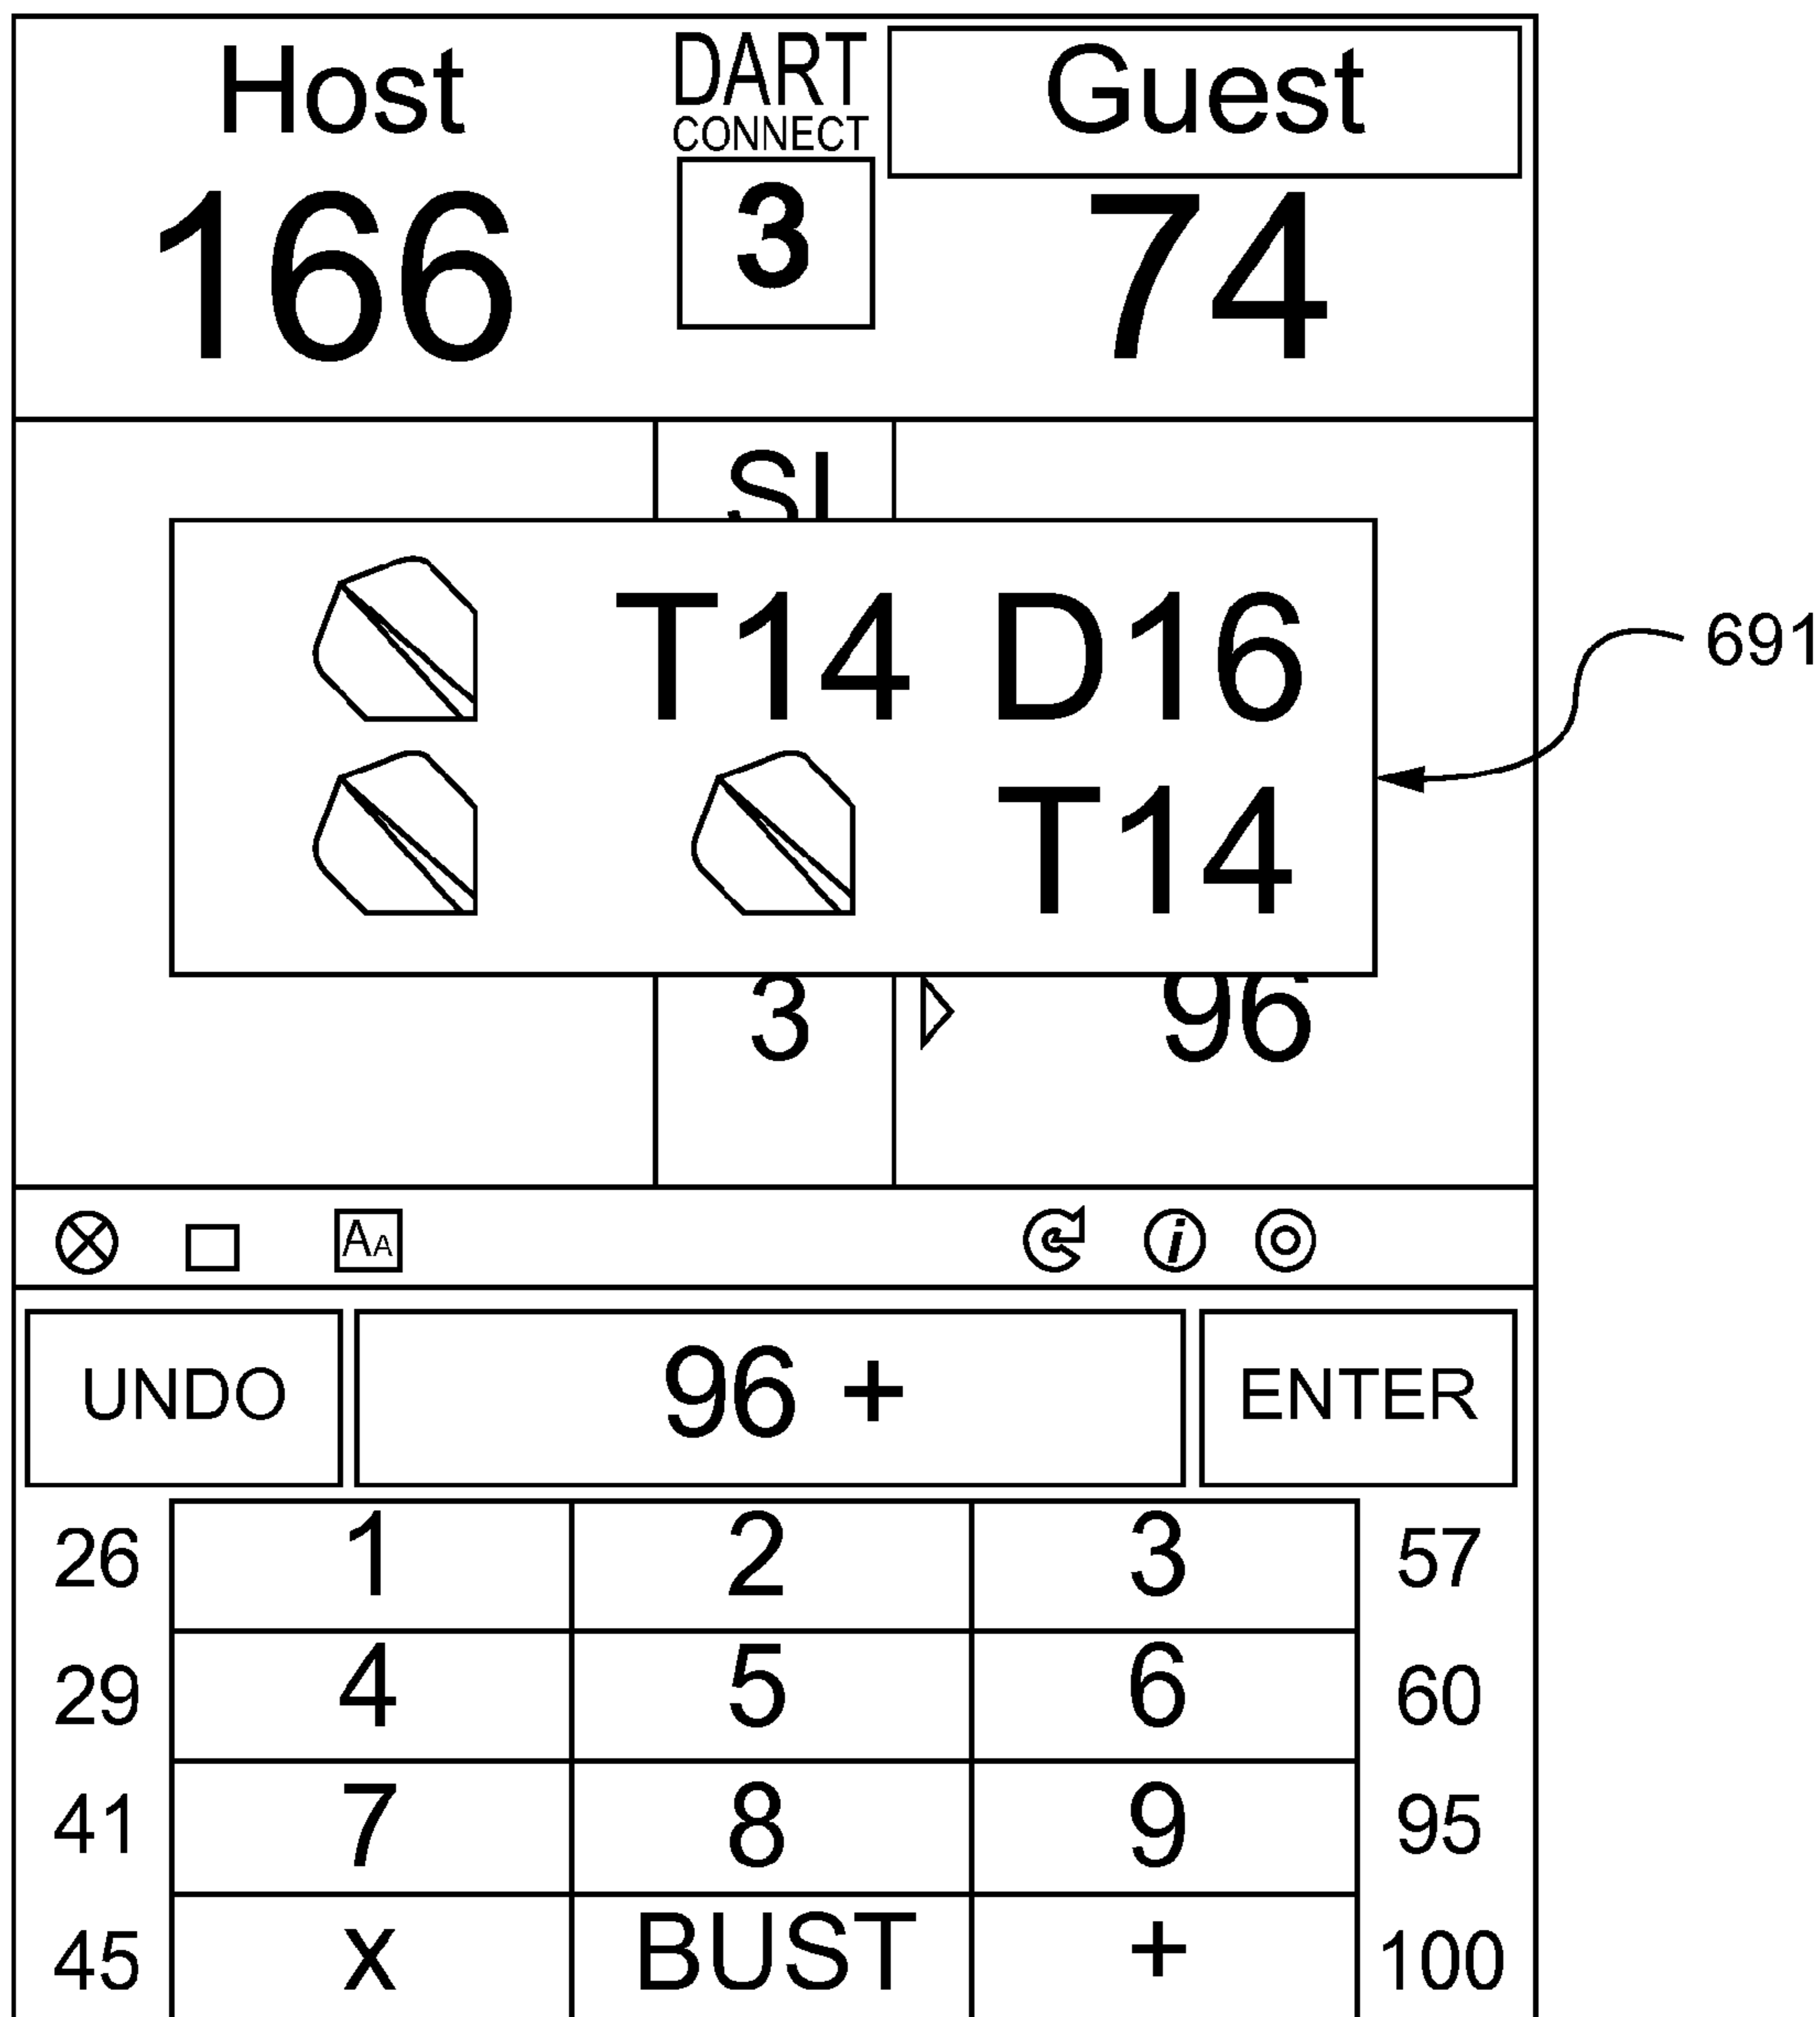 Host DART Guest
CONNECT
166 3 74
T14 D16
691
T14
3 96
AA
i
UNDO 96 + ENTER
26 1 2 3 57
29 4 5 6 60
41 7 8 9 95
45 x BUST + 100